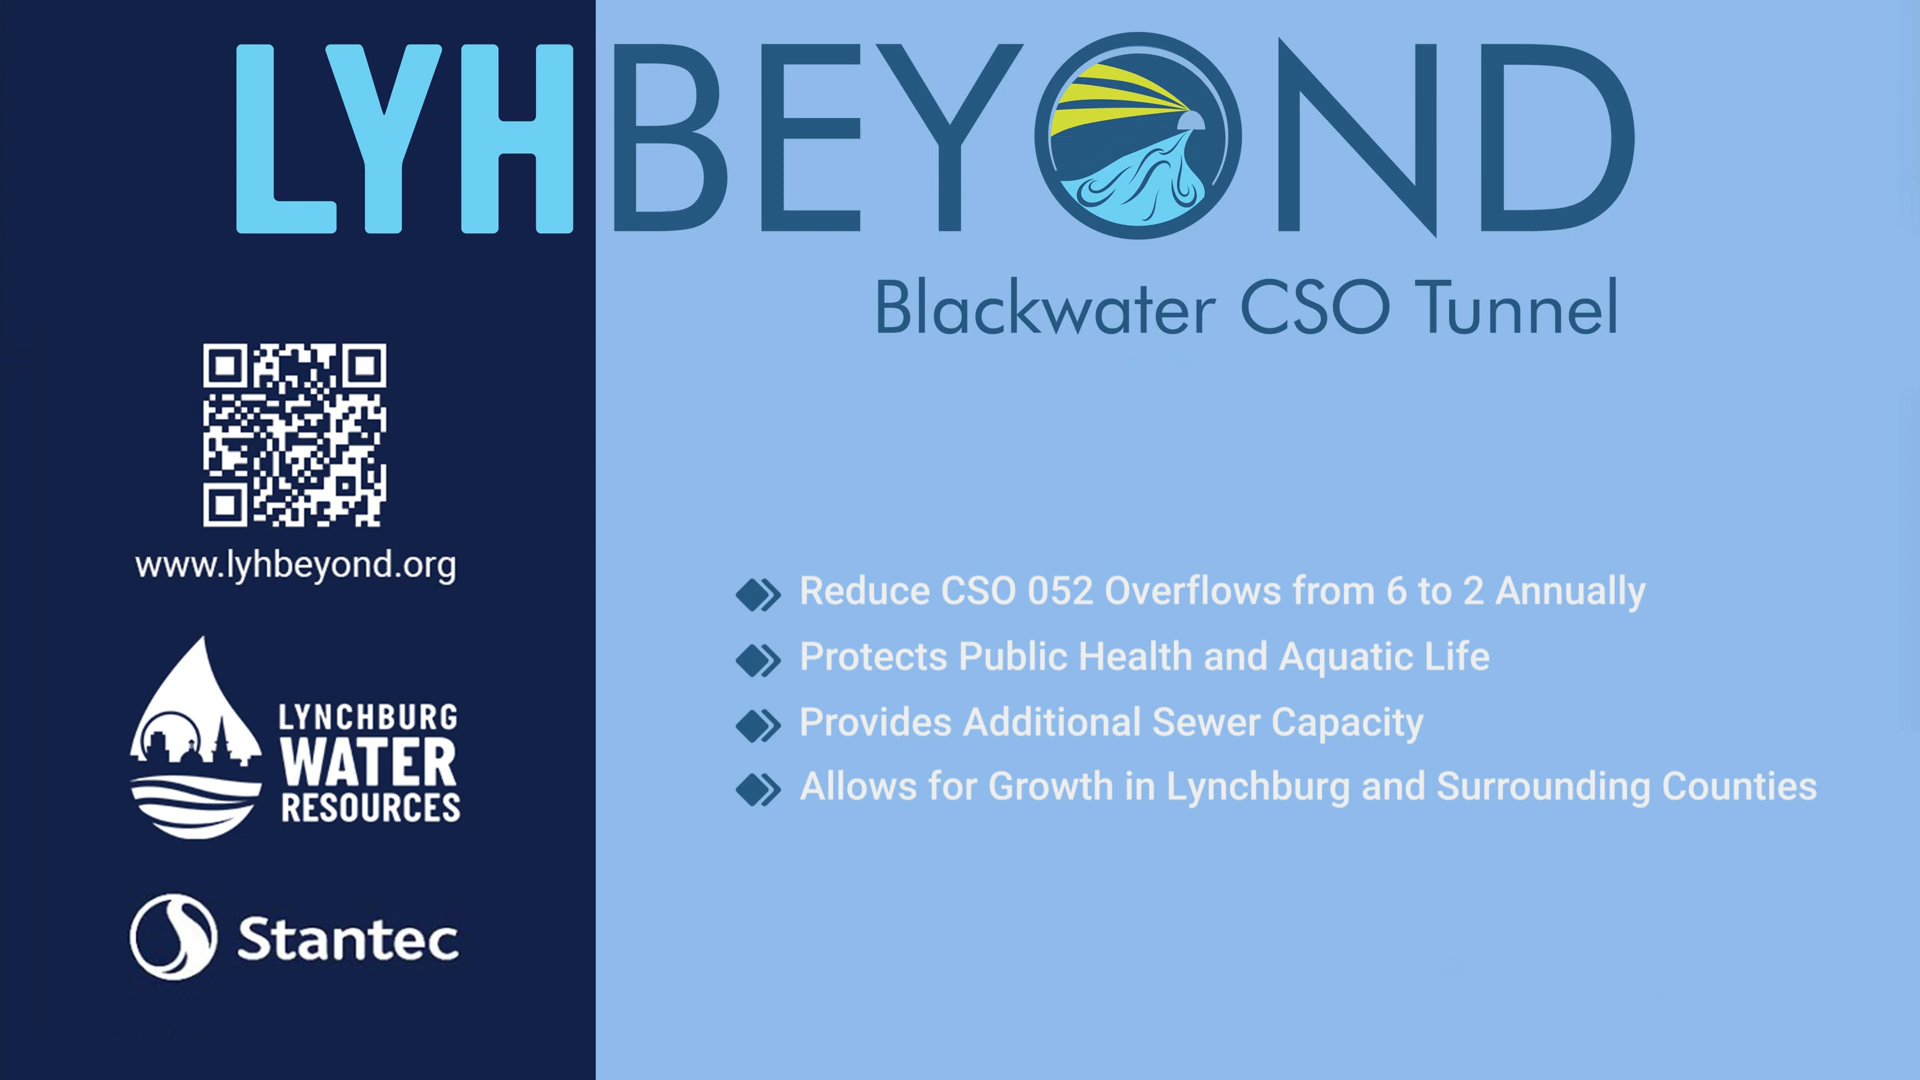 LYHBEYOND
Blackwater CSO Tunnel
www.lyhbeyond.org
LYNCHBURG
WATER
RESOURCES
Stantec
Reduce CSO 052 Overflows from 6 to 2 Annually
Protects Public Health and Aquatic Life
Provides Additional Sewer Capacity
Allows for Growth in Lynchburg and Surrounding Counties